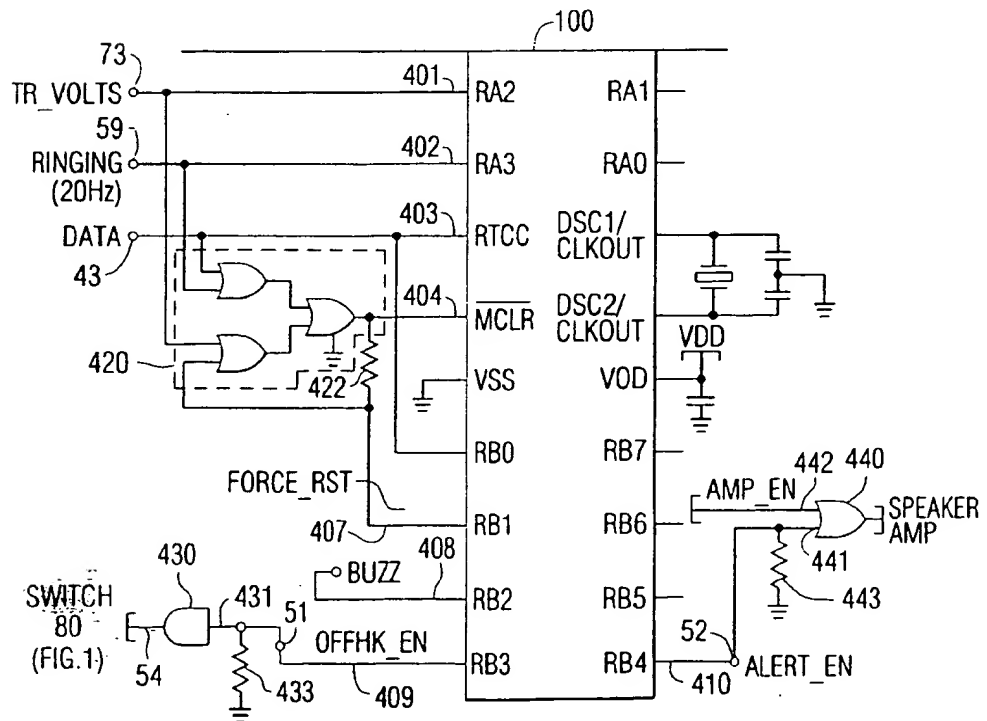 100
73
TR_VOLTS
401
RA2
RA1
59
RINGING
(20Hz)
402
RA3
RA0
DATA
43
403
RTCC
DSC1/
CLKOUT
404
MCLR
DSC2/
CLKOUT
VDD
420
422
VSS
VOD
RB0
RB7
FORCE_RST
407
RB1
RB6
AMP_EN
442
440
SPEAKER
AMP
441
443
430
431
SWITCH
80
(FIG.1)
54
433
51
BUZZ
408
RB2
RB5
OFFHK_EN
409
RB3
RB4
410
52
ALERT_EN